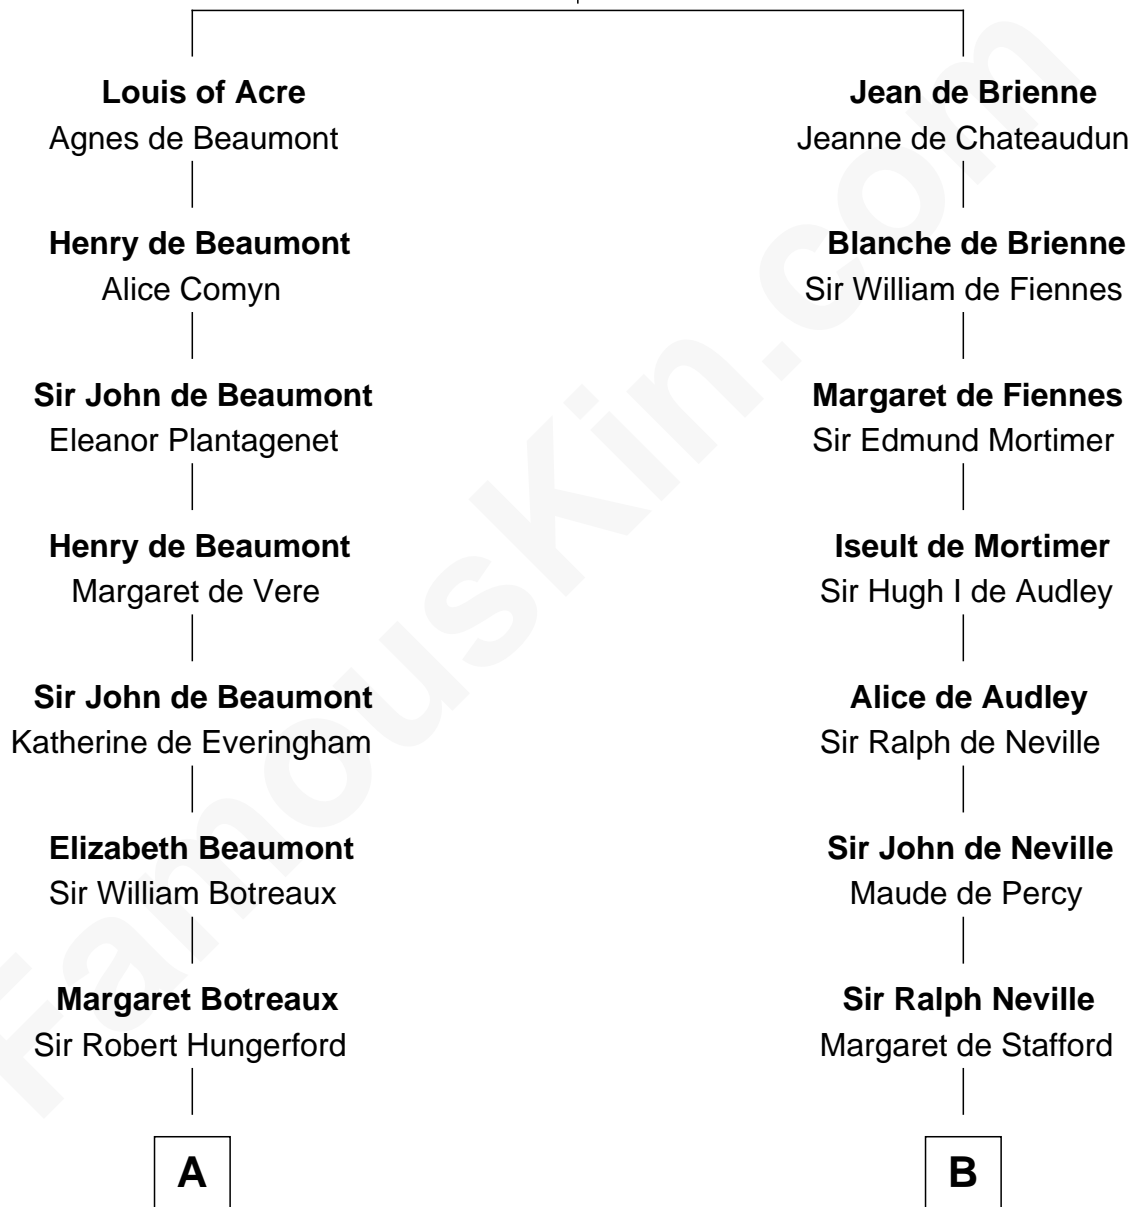 Louis of Acre
Agnes de Beaumont
Henry de Beaumont
Alice Comyn
Sir John de Beaumont
Eleanor Plantagenet
Henry de Beaumont
Margaret de Vere
Sir John de Beaumont
Katherine de Everingham
Elizabeth Beaumont
Sir William Botreaux
Margaret Botreaux
Sir Robert Hungerford
A
Jean de Brienne
Jeanne de Chateaudun
Blanche de Brienne
Sir William de Fiennes
Margaret de Fiennes
Sir Edmund Mortimer
Iseult de Mortimer
Sir Hugh I de Audley
Alice de Audley
Sir Ralph de Neville
Sir John de Neville
Maude de Percy
Sir Ralph Neville
Margaret de Stafford
B
FamousKin.com